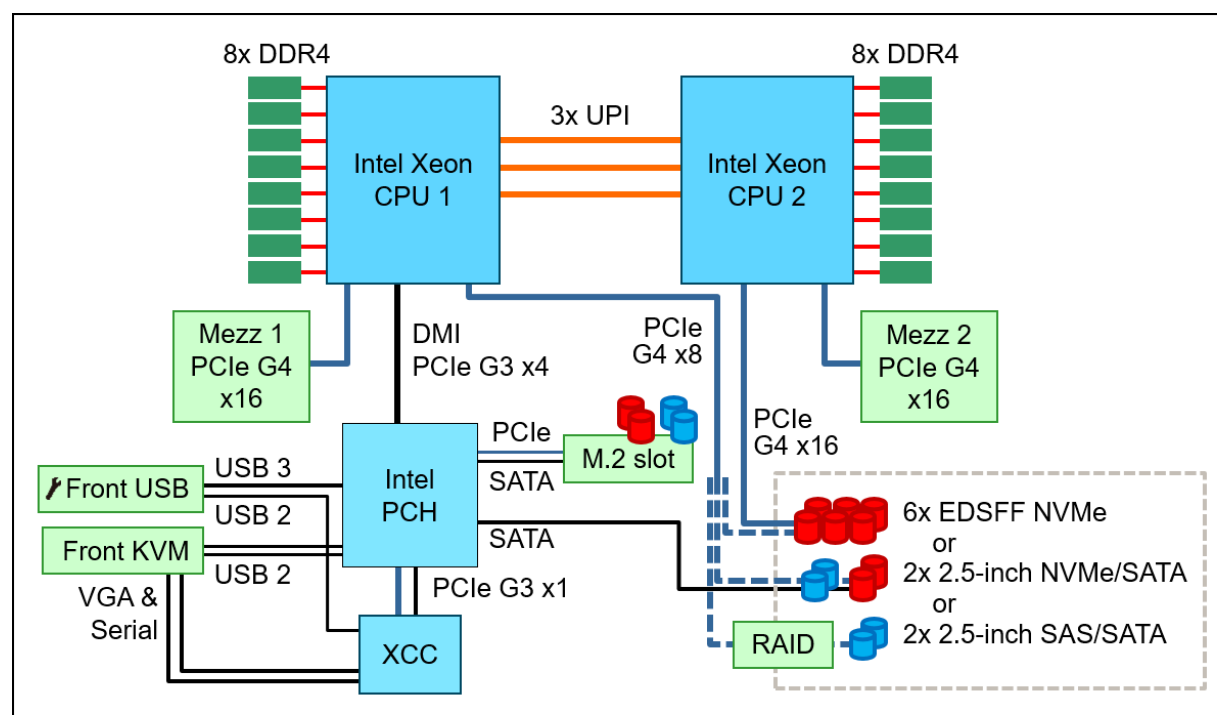 8x DDR4
8x DDR4
3x UPI
Intel Xeon
CPU 1
Intel Xeon
CPU 2
Mezz 1
PCIe G4
x16
DMI
PCIe G3 x4
PCIe
G4 x8
Mezz 2
PCIe G4
x16
PCIe
G4 x16
PCIe
M.2 slot
SATA
Intel
PCH
USB 3
Front USB
USB 2
Front KVM
USB 2
SATA
PCIe G3 x1
VGA &
Serial
XCC
6x EDSFF NVMe
or
2x 2.5-inch NVMe/SATA
or
2x 2.5-inch SAS/SATA
RAID